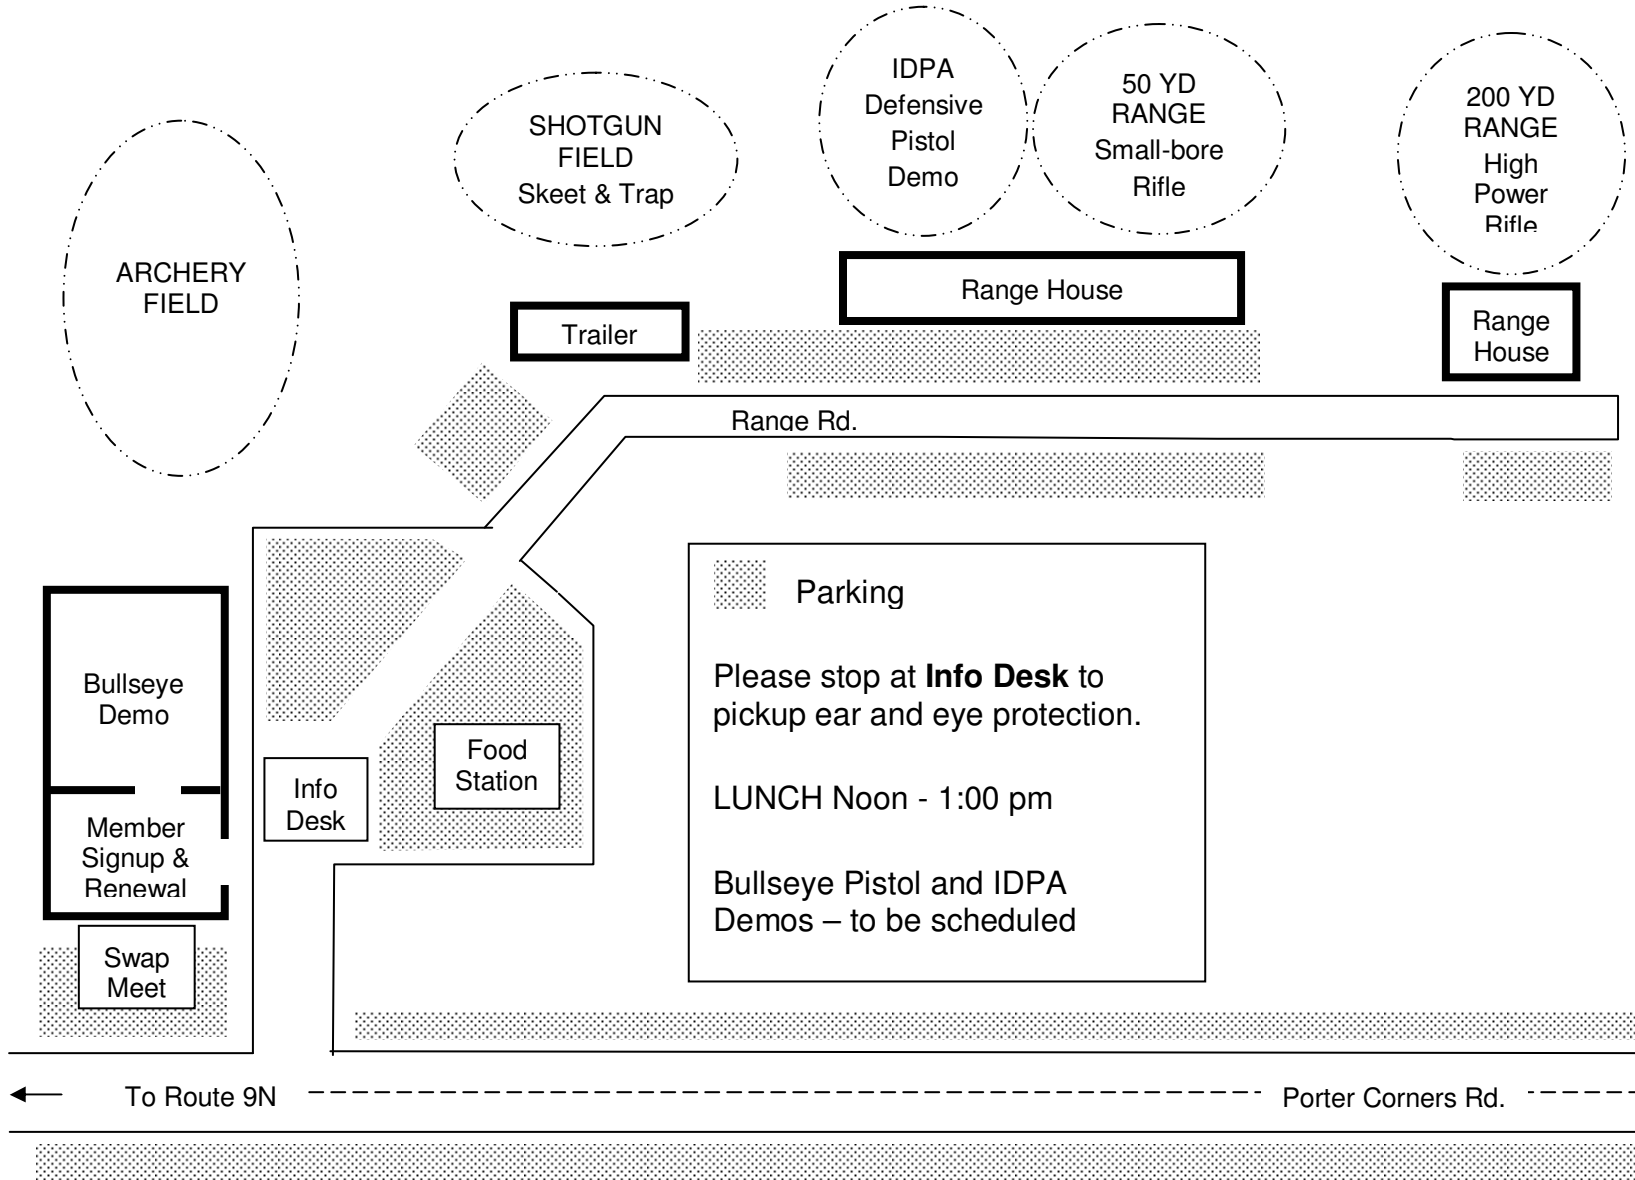 IDPA
Defensive
Pistol
Demo
50 YD
RANGE
Small-bore
Rifle
200 YD
RANGE
High
Power
Rifle
SHOTGUN
FIELD
Skeet & Trap
ARCHERY
FIELD
Range House
Trailer
Range
House
Range Rd.
Parking
Please stop at Info Desk to
pickup ear and eye protection.
LUNCH Noon - 1:00 pm
Bullseye Pistol and IDPA
Demos – to be scheduled
Bullseye
Demo
Food
Station
Info
Desk
Member
Signup &
Renewal
Swap
Meet
To Route 9N
Porter Corners Rd.